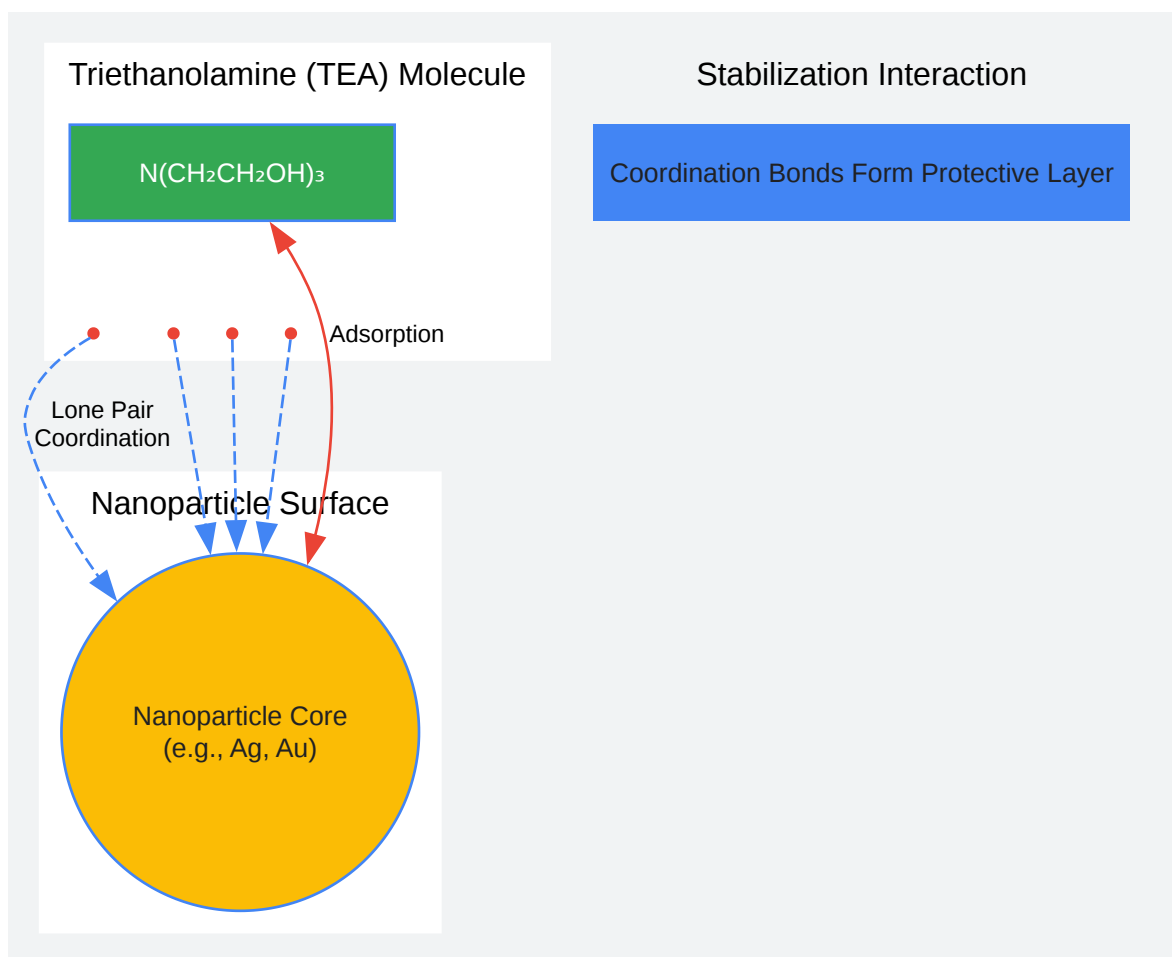 Triethanolamine (TEA) Molecule
Stabilization Interaction
N(CH₂CH₂OH)₃
Coordination Bonds Form Protective Layer
Adsorption
Lone Pair
Coordination
Nanoparticle Surface
Nanoparticle Core
(e.g., Ag, Au)